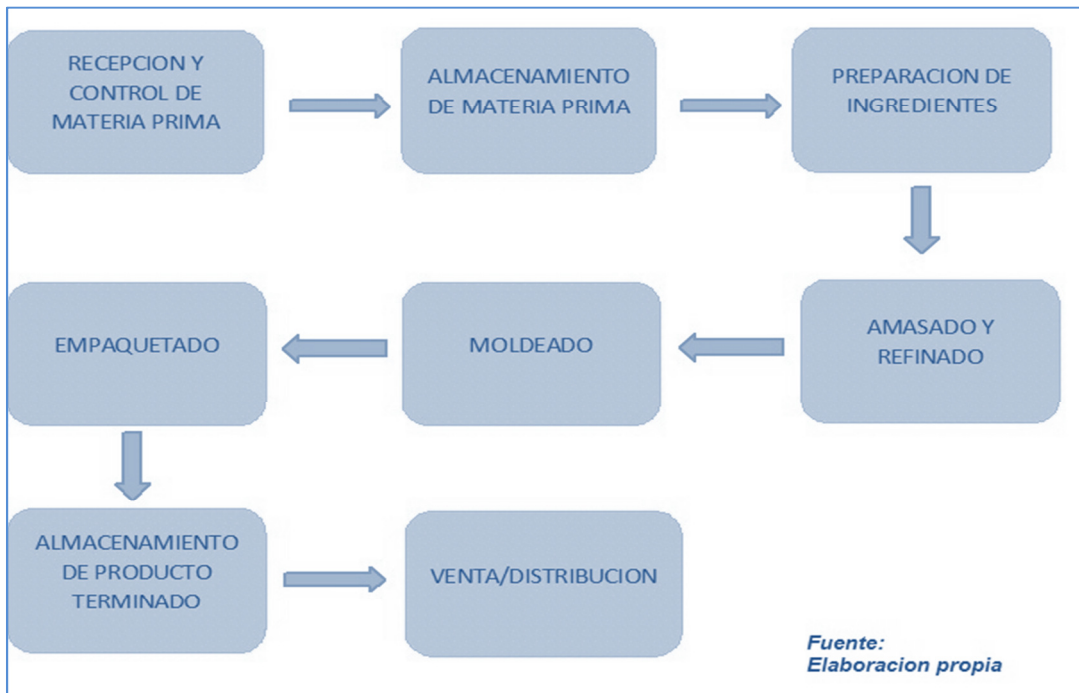 RECEPCION Y
CONTROL DE
MATERIA PRIMA
ALMACENAMIENTO
DE MATERIA PRIMA
PREPARACION DE
INGREDIENTES
AMASADO Y
REFINADO
MOLDEADO
EMPAQUETADO
ALMACENAMIENTO
DE PRODUCTO
TERMINADO
VENTA/DISTRIBUCION
Fuente:
Elaboracion propia